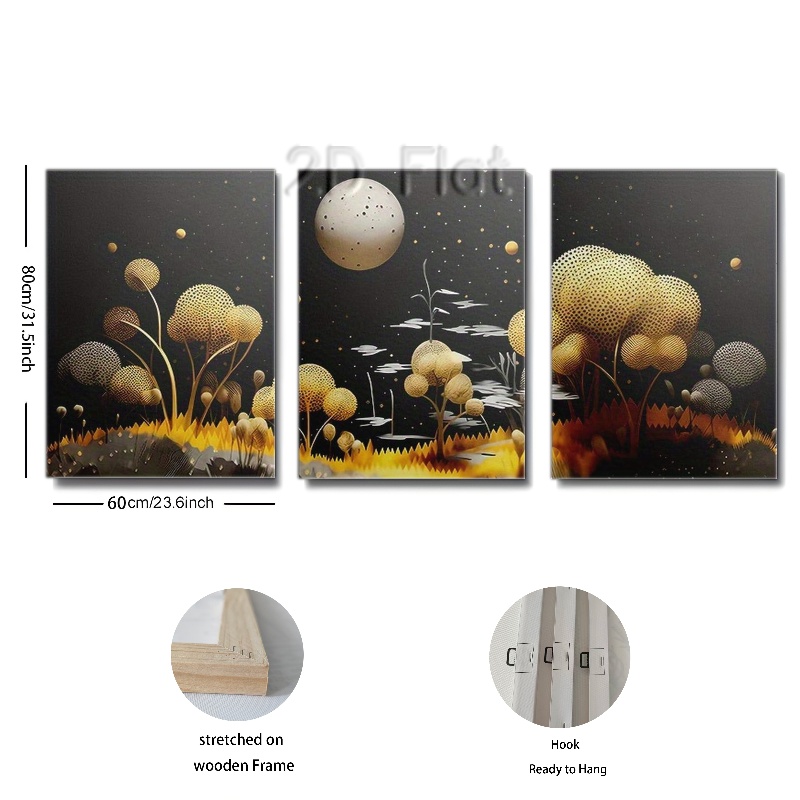 2D Flat
80cm/31.5inch
60cm/23.6inch
stretched on
wooden Frame
Hook
Ready to Hang